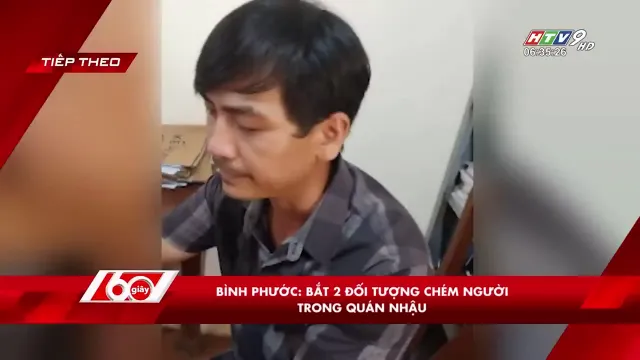 TIẾP THEO
HTV9 HD
06:35:26
60 giây
BÌNH PHƯỚC: BẮT 2 ĐỐI TƯỢNG CHÉM NGƯỜI
TRONG QUÁN NHẬU